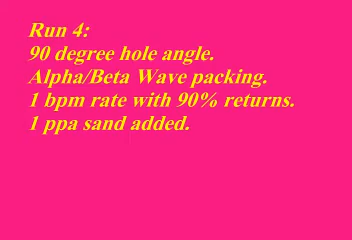 Run 4:
90 degree hole angle.
Alpha/Beta Wave packing.
1 bpm rate with 90% returns.
1 ppa sand added.